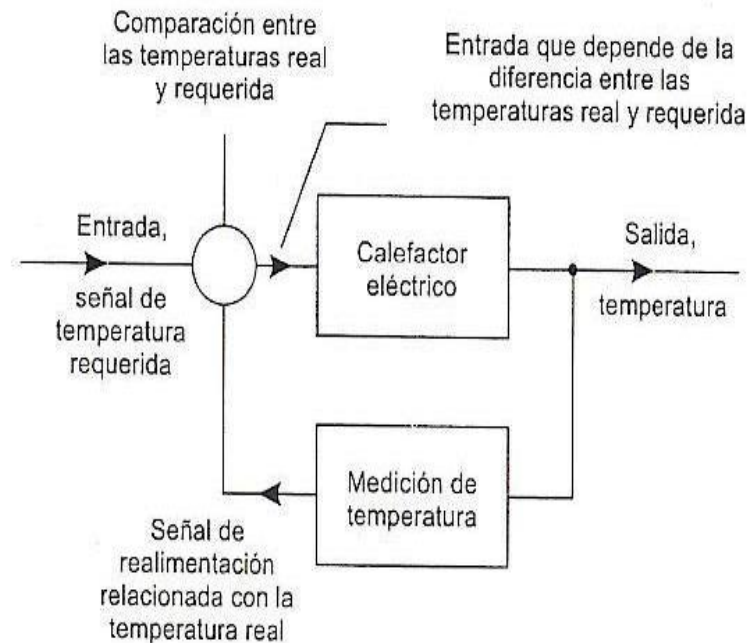 Comparación entre
las temperaturas real
y requerida
Entrada que depende de la
diferencia entre las
temperaturas real y requerida
Entrada,
señal de
temperatura
requerida
Calefactor
eléctrico
Salida,
temperatura
Medición de
temperatura
Señal de
realimentación
relacionada con la
temperatura real